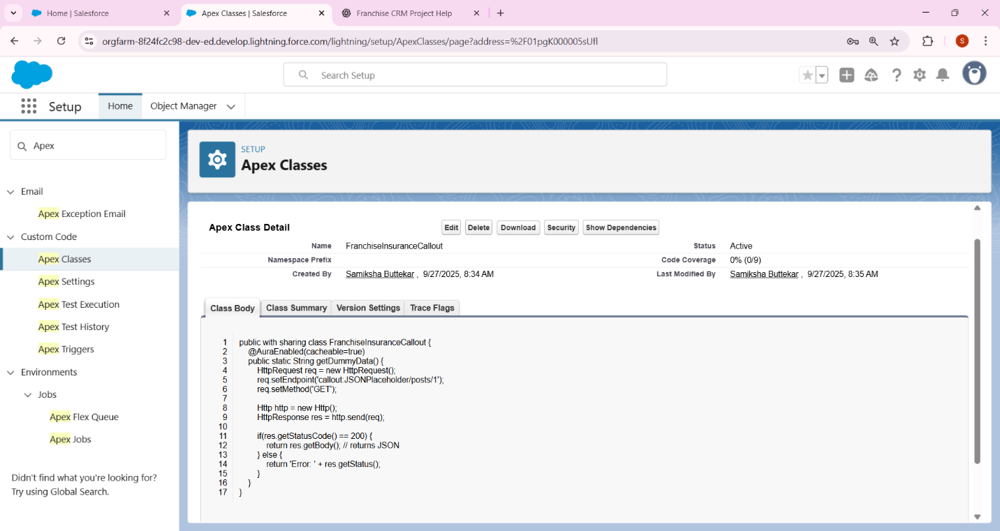 Home | Salesforce
Apex Classes | Salesforce
Franchise CRM Project Help
orgfarm-8f24fc2c98-dev-ed.develop.lightning.force.com/lightning/setup/ApexClasses/page?address=%2F01pgK000005sUfl
S
Search Setup
Setup
Home
Object Manager
Apex
SETUP
Apex Classes
Email
Apex Exception Email
Custom Code
Apex Classes
Apex Settings
Apex Test Execution
Apex Test History
Apex Triggers
Environments
Jobs
Apex Flex Queue
Apex Jobs
Didn't find what you're looking for?
Try using Global Search.
Apex Class Detail
Edit Delete Download Security Show Dependencies
Name FranchiseInsuranceCallout Status Active
Namespace Prefix Code Coverage 0% (0/9)
Created By Samiksha Buttekar , 9/27/2025, 8:34 AM Last Modified By Samiksha Buttekar , 9/27/2025, 8:35 AM
Class Body Class Summary Version Settings Trace Flags
1 public with sharing class FranchiseInsuranceCallout {
2 @AuraEnabled(cacheable=true)
3 public static String getDummyData() {
4 HttpRequest req = new HttpRequest();
5 req.setEndpoint('callout:JSONPlaceholder/posts/1');
6 req.setMethod('GET');
7
8 Http http = new Http();
9 HttpResponse res = http.send(req);
10
11 if(res.getStatusCode() == 200) {
12 return res.getBody(); // returns JSON
13 } else {
14 return 'Error: ' + res.getStatus();
15 }
16 }
17 }